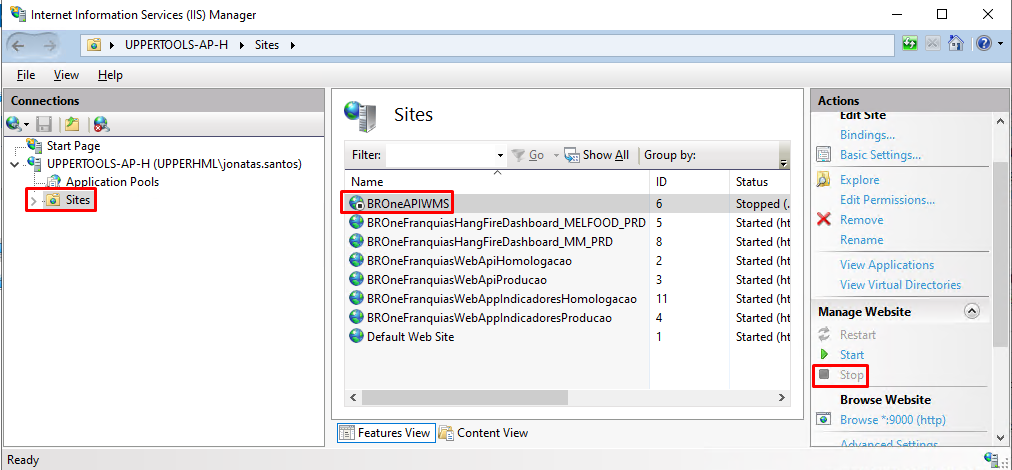 Internet Information Services (IIS) Manager
UPPERTOOLS-AP-H Sites
File View Help
Connections
Start Page
UPPERTOOLS-AP-H (UPPERHML\jonatas.santos)
Application Pools
Sites
Sites
Filter: Go Show All Group by:
Name ID Status
BROneAPIWMS 6 Stopped (.
BROneFranquiasHangFireDashboard_MELFOOD_PRD 5 Started (ht
BROneFranquiasHangFireDashboard_MM_PRD 8 Started (ht
BROneFranquiasWebApiHomologacao 2 Started (ht
BROneFranquiasWebApiProducao 3 Started (ht
BROneFranquiasWebAppIndicadoresHomologacao 11 Started (ht
BROneFranquiasWebAppIndicadoresProducao 4 Started (ht
Default Web Site 1 Started (ht
Features View Content View
Actions
Edit Site
Bindings...
Basic Settings...
Explore
Edit Permissions...
Remove
Rename
View Applications
View Virtual Directories
Manage Website
Restart
Start
Stop
Browse Website
Browse *:9000 (http)
Advanced Settings...
Ready